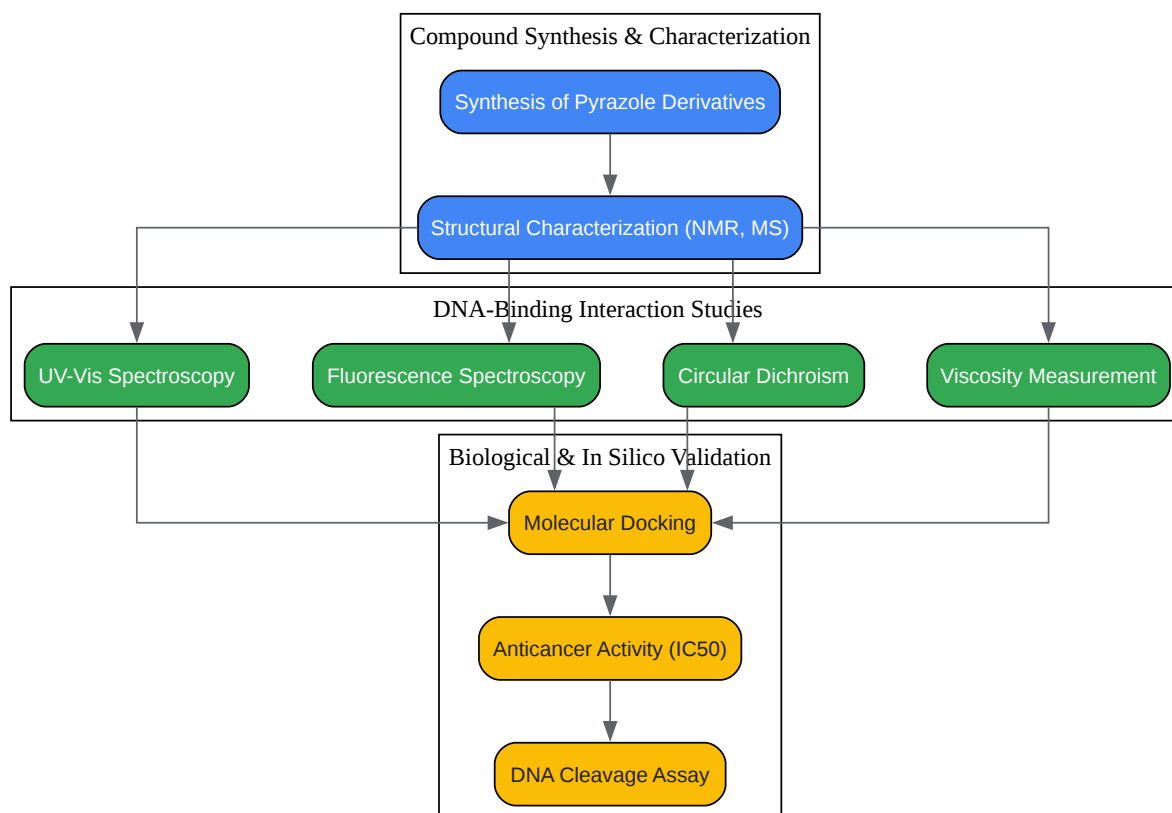 Compound Synthesis & Characterization
Synthesis of Pyrazole Derivatives
Structural Characterization (NMR, MS)
DNA-Binding Interaction Studies
UV-Vis Spectroscopy
Fluorescence Spectroscopy
Circular Dichroism
Viscosity Measurement
Biological & In Silico Validation
Molecular Docking
Anticancer Activity (IC50)
DNA Cleavage Assay